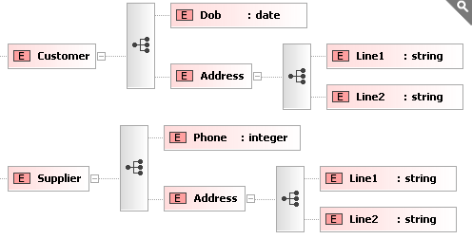 E Dob : date
E Customer
E Address
E Line1 : string
E Line2 : string
E Phone : integer
E Supplier
E Address
E Line1 : string
E Line2 : string